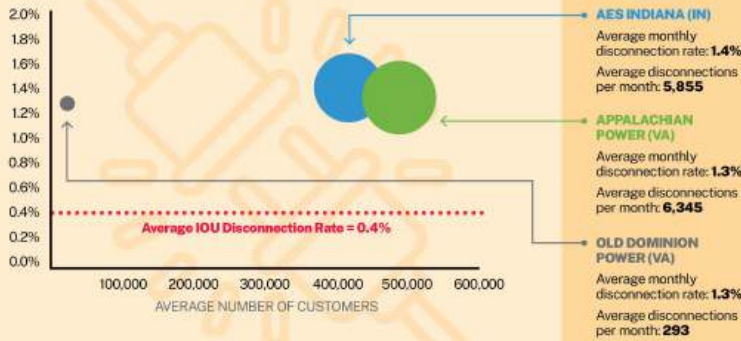 2.0%
1.8%
1.6%
1.4%
1.2%
1.0%
0.8%
0.6%
0.4%
0.2%
0.0%
Average IOU Disconnection Rate = 0.4%
100,000 200,000 300,000 400,000 500,000 600,000
AVERAGE NUMBER OF CUSTOMERS
AES INDIANA (IN)
Average monthly
disconnection rate: 1.4%
Average disconnections
per month: 5,855
APPALACHIAN
POWER (VA)
Average monthly
disconnection rate: 1.3%
Average disconnections
per month: 6,345
OLD DOMINION
POWER (VA)
Average monthly
disconnection rate: 1.3%
Average disconnections
per month: 293